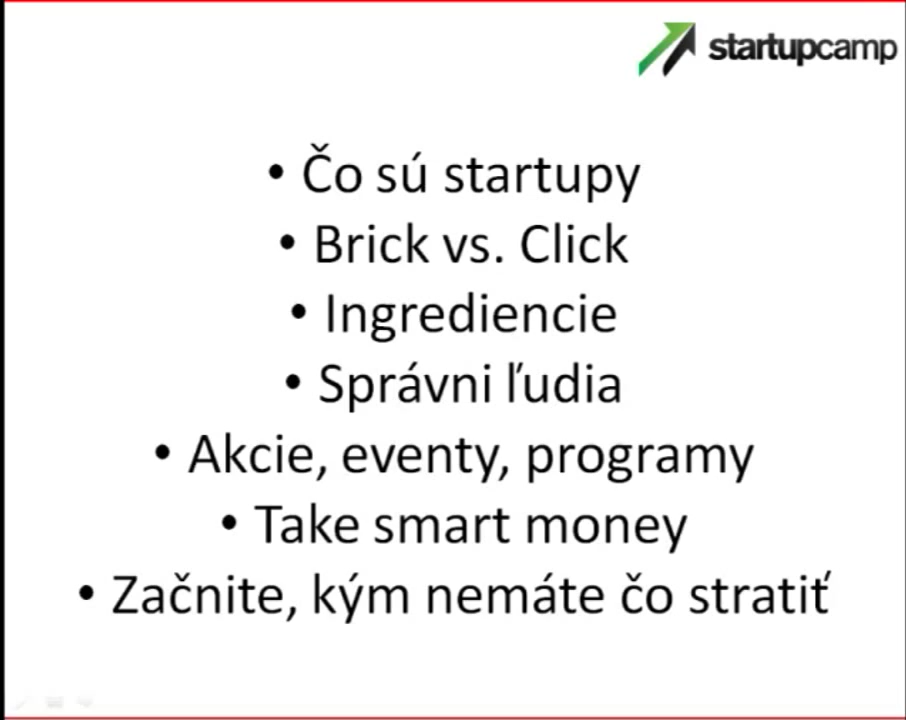 startupcamp
• Čo sú startupy
• Brick vs. Click
• Ingrediencie
• Správni ľudia
• Akcie, eventy, programy
• Take smart money
• Začnite, kým nemáte čo stratiť